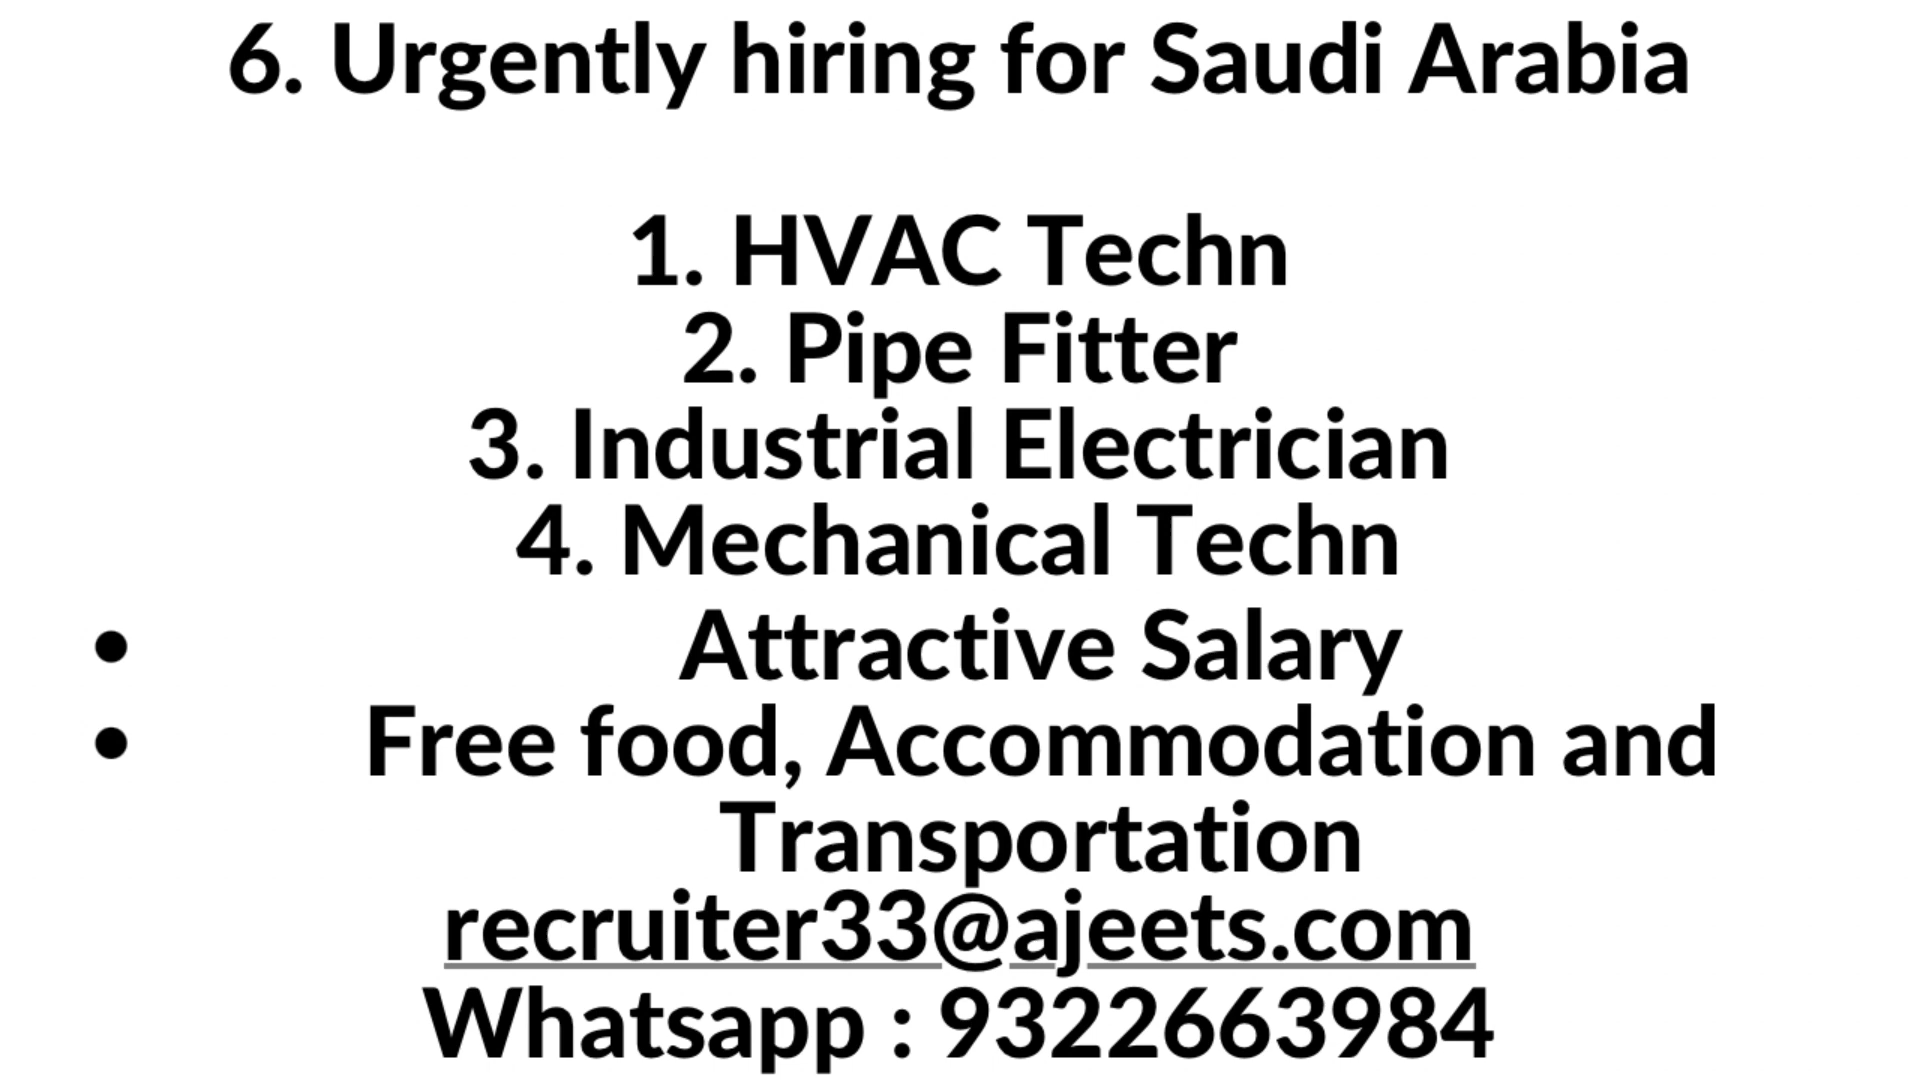 6. Urgently hiring for Saudi Arabia
1. HVAC Techn
2. Pipe Fitter
3. Industrial Electrician
4. Mechanical Techn
• Attractive Salary
• Free food, Accommodation and
Transportation
recruiter33@ajeets.com
Whatsapp : 9322663984